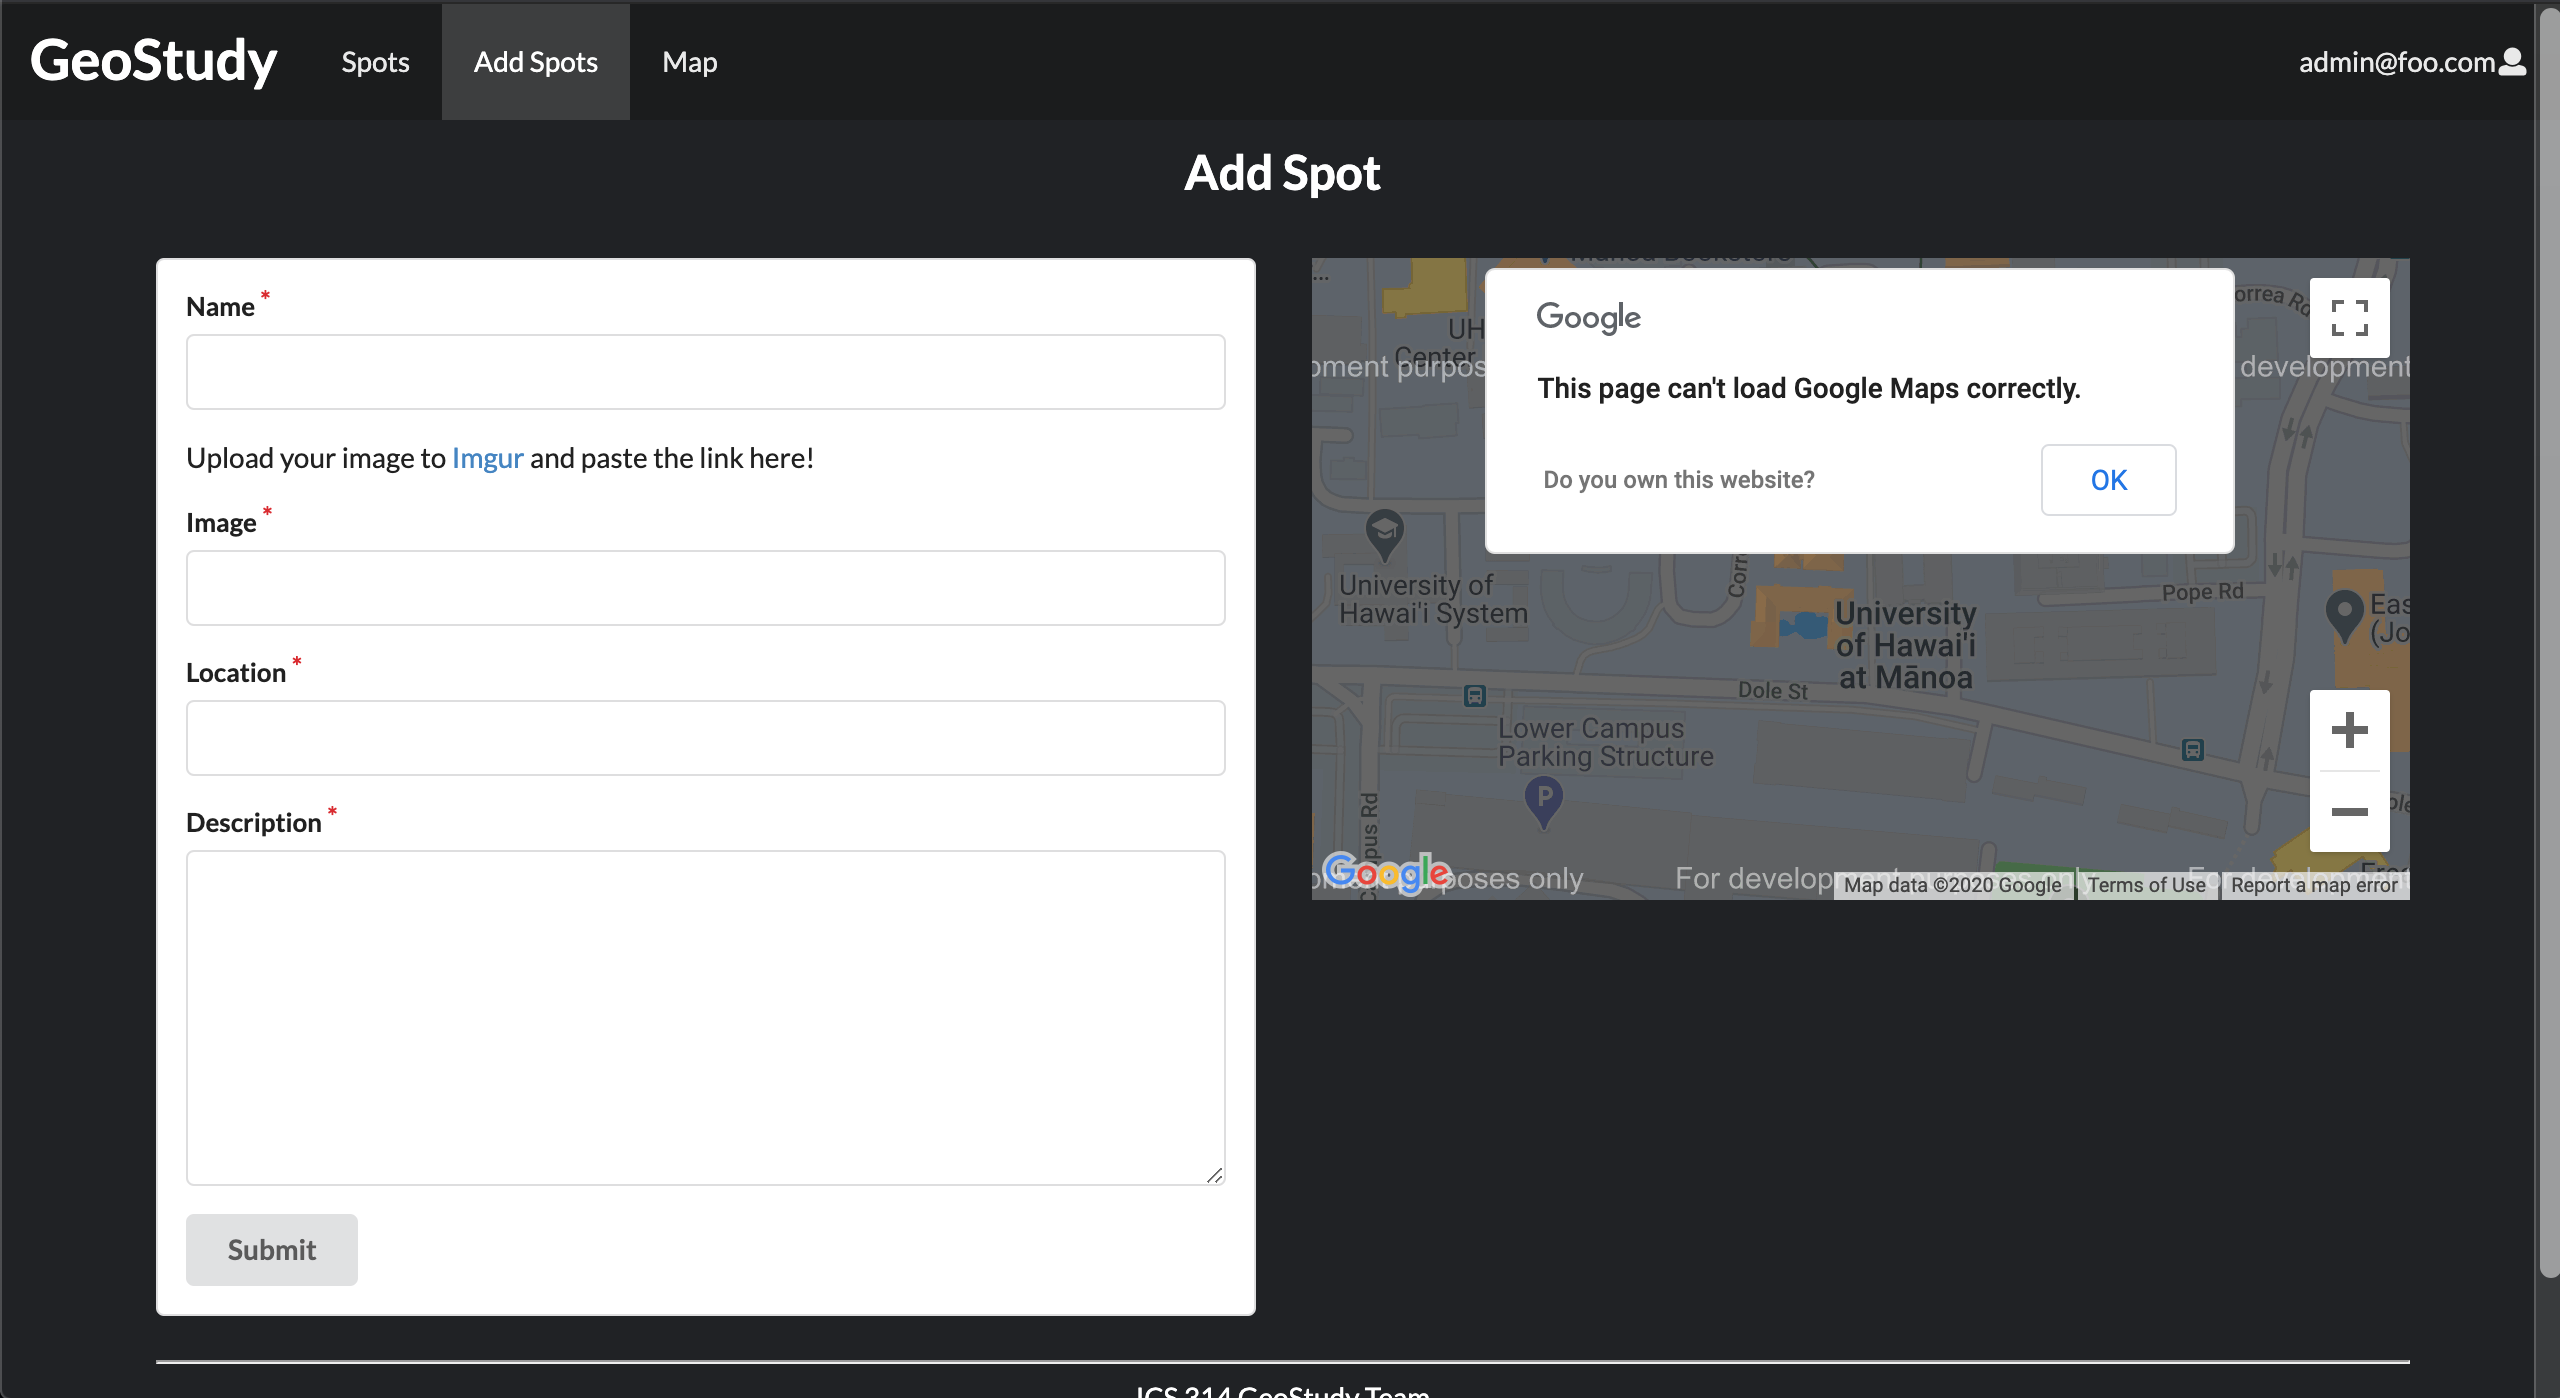 GeoStudy
Spots
Add Spots
Map
admin@foo.com
Add Spot
Name *
Upload your image to Imgur and paste the link here!
Image *
Location *
Description *
Submit
UH
Center
Google
This page can't load Google Maps correctly.
Do you own this website?
OK
development
University of
Hawai'i System
Pope Rd
University
of Hawai'i
at Mānoa
Dole St
Lower Campus
Parking Structure
P
Google
For
Map data ©2020 Google
Terms of Use
Report a map error
ICS 314 GeoStudy Team